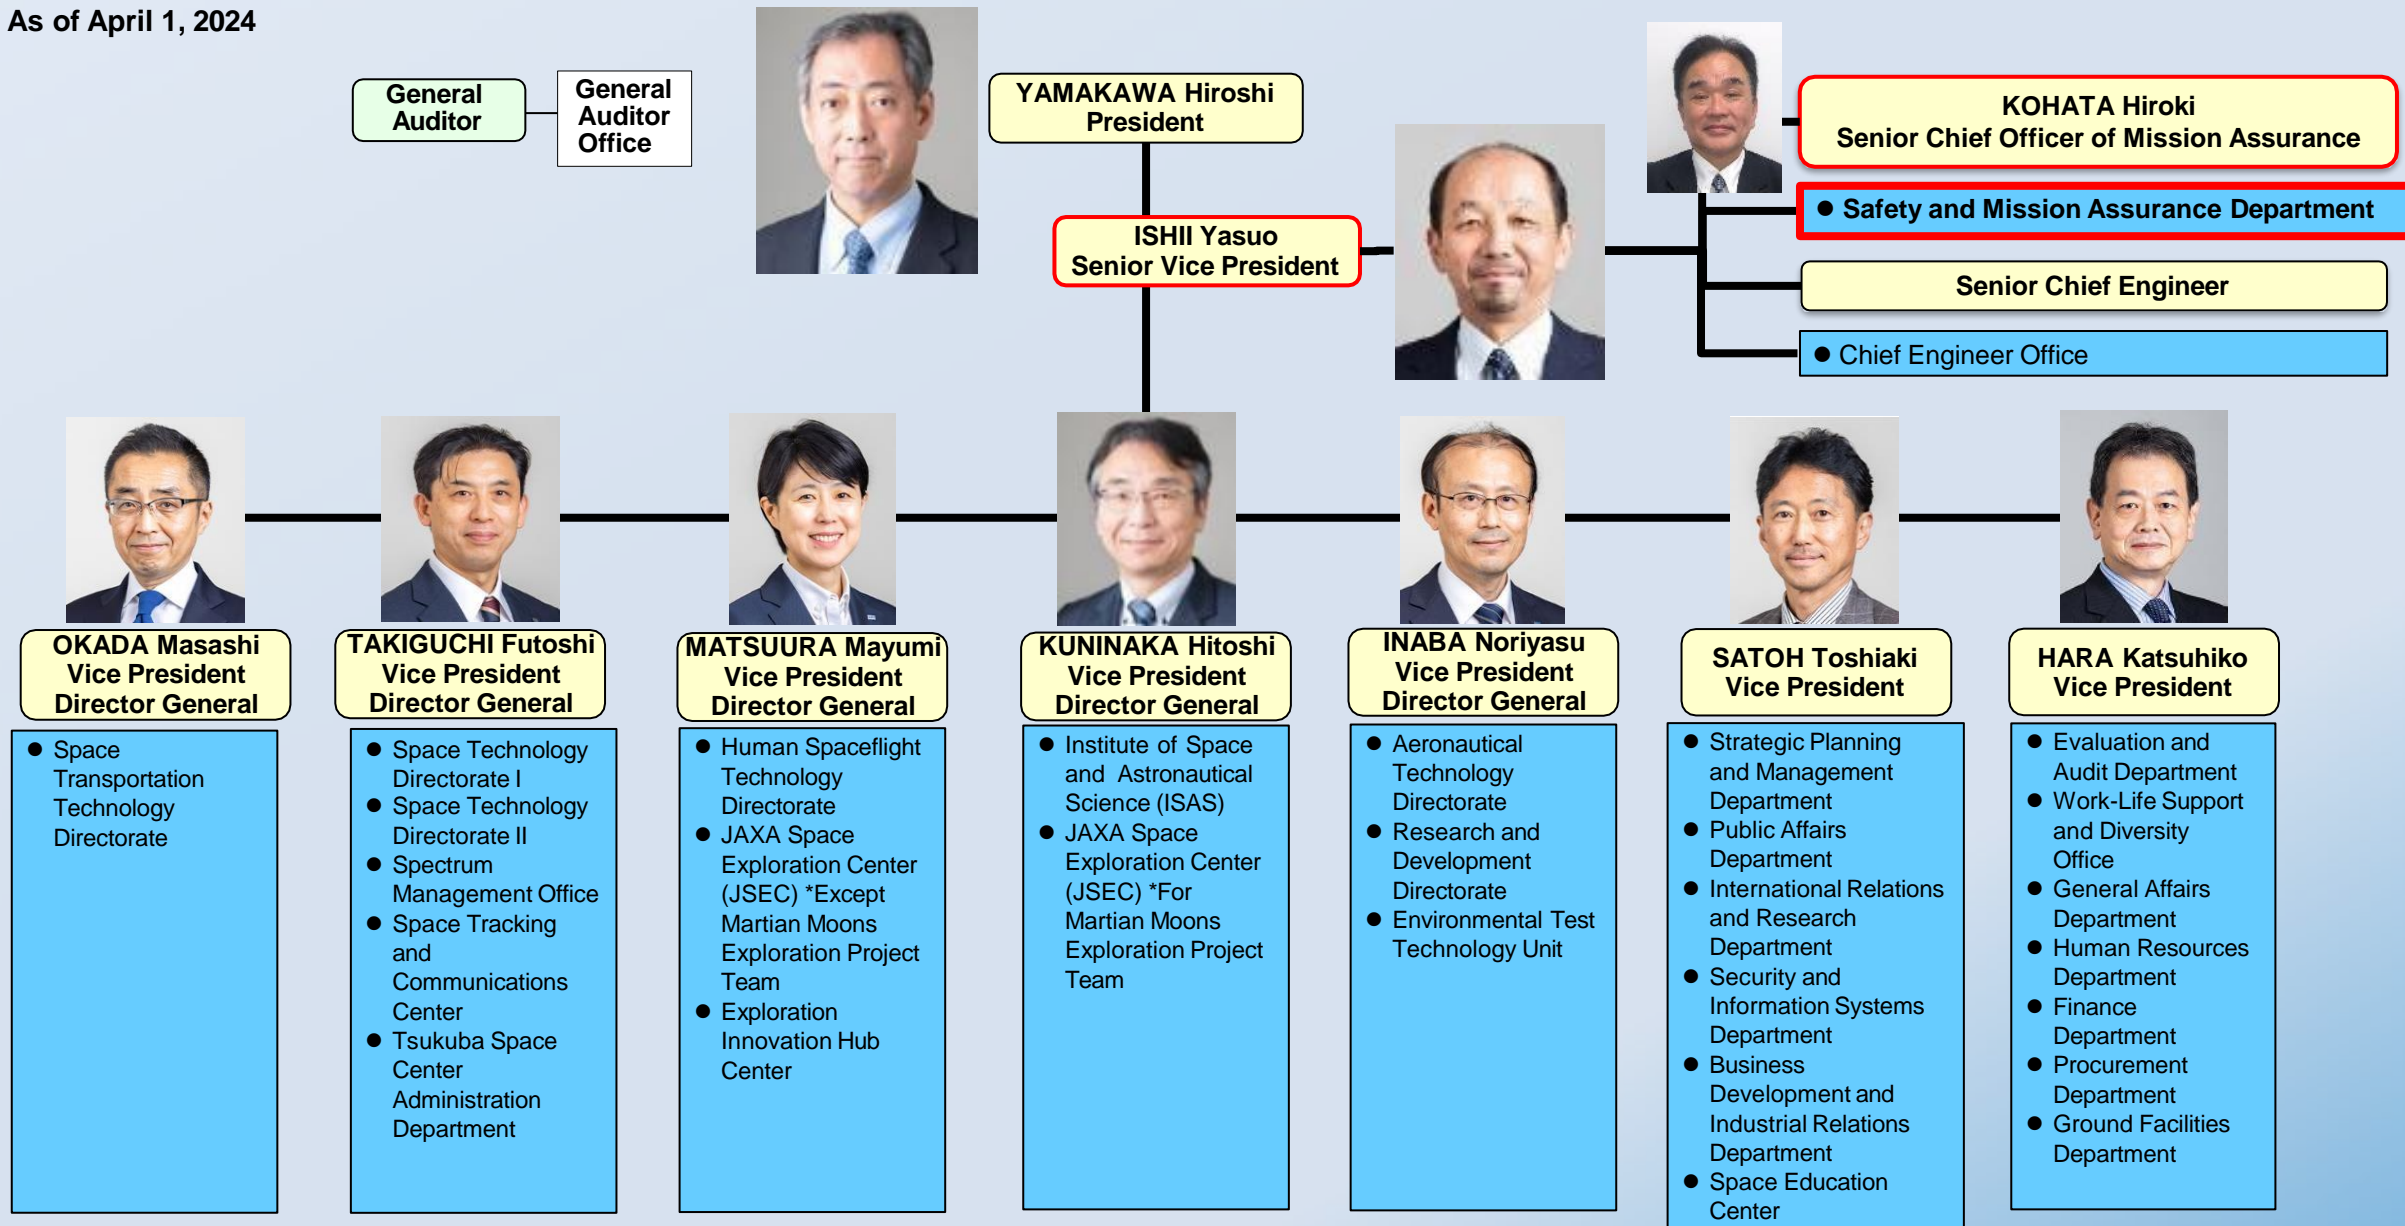 As of April 1, 2024
General
Auditor
General
Auditor
Office
YAMAKAWA Hiroshi
President
KOHATA Hiroki
Senior Chief Officer of Mission Assurance
● Safety and Mission Assurance Department
ISHII Yasuo
Senior Vice President
Senior Chief Engineer
● Chief Engineer Office
OKADA Masashi
Vice President
Director General
● Space
Transportation
Technology
Directorate
TAKIGUCHI Futoshi
Vice President
Director General
● Space Technology
Directorate I
● Space Technology
Directorate II
● Spectrum
Management Office
● Space Tracking
and
Communications
Center
● Tsukuba Space
Center
Administration
Department
MATSUURA Mayumi
Vice President
Director General
● Human Spaceflight
Technology
Directorate
● JAXA Space
Exploration Center
(JSEC) *Except
Martian Moons
Exploration Project
Team
● Exploration
Innovation Hub
Center
KUNINAKA Hitoshi
Vice President
Director General
● Institute of Space
and Astronautical
Science (ISAS)
● JAXA Space
Exploration Center
(JSEC) *For
Martian Moons
Exploration Project
Team
INABA Noriyasu
Vice President
Director General
● Aeronautical
Technology
Directorate
● Research and
Development
Directorate
● Environmental Test
Technology Unit
SATOH Toshiaki
Vice President
● Strategic Planning
and Management
Department
● Public Affairs
Department
● International Relations
and Research
Department
● Security and
Information Systems
Department
● Business
Development and
Industrial Relations
Department
● Space Education
Center
HARA Katsuhiko
Vice President
● Evaluation and
Audit Department
● Work-Life Support
and Diversity
Office
● General Affairs
Department
● Human Resources
Department
● Finance
Department
● Procurement
Department
● Ground Facilities
Department